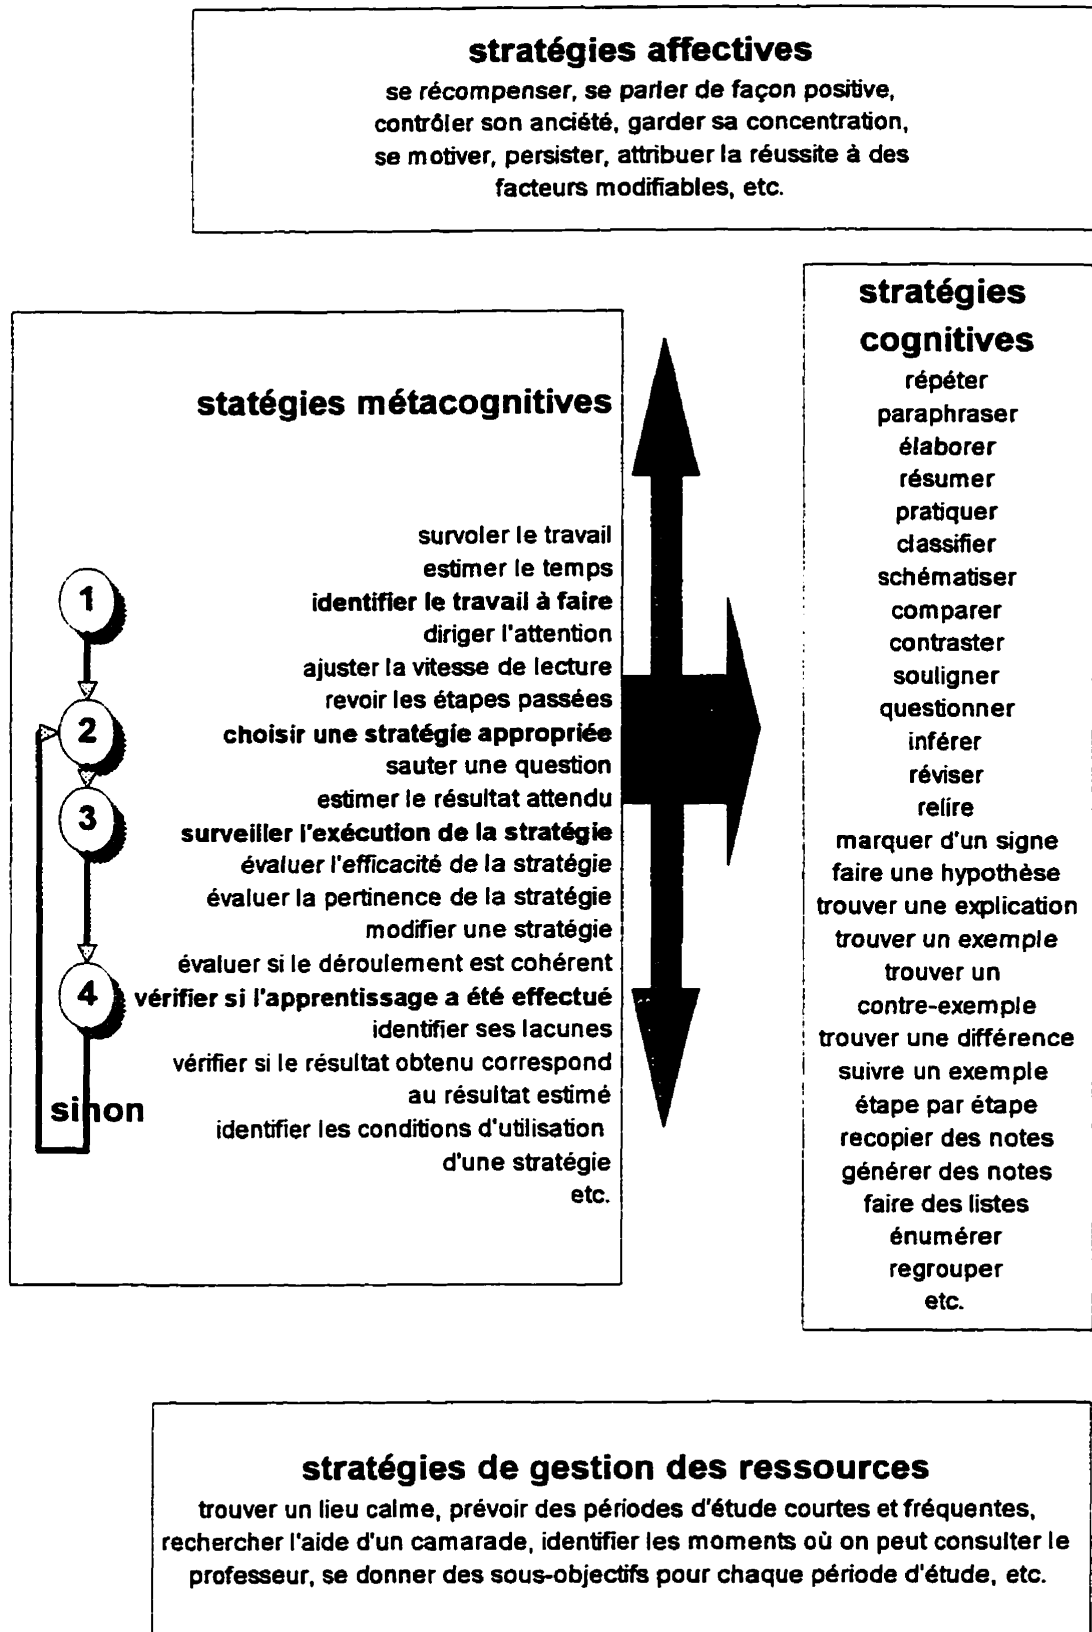 stratégies affectives
se récompenser, se parler de façon positive,
contrôler son anciété, garder sa concentration,
se motiver, persister, attribuer la réussite à des
facteurs modifiables, etc.
statégies métacognitives
survoler le travail
estimer le temps
1
identifier le travail à faire
diriger l'attention
ajuster la vitesse de lecture
revoir les étapes passées
2
choisir une stratégie appropriée
sauter une question
estimer le résultat attendu
3
surveiller l'exécution de la stratégie
évaluer l'efficacité de la stratégie
évaluer la pertinence de la stratégie
modifier une stratégie
évaluer si le déroulement est cohérent
4
vérifier si l'apprentissage a été effectué
identifier ses lacunes
vérifier si le résultat obtenu correspond
au résultat estimé
sinon
identifier les conditions d'utilisation
d'une stratégie
etc.
stratégies
cognitives
répéter
paraphraser
élaborer
résumer
pratiquer
classifier
schématiser
comparer
contraster
souligner
questionner
inférer
réviser
relire
marquer d'un signe
faire une hypothèse
trouver une explication
trouver un exemple
trouver un
contre-exemple
trouver une différence
suivre un exemple
étape par étape
recopier des notes
générer des notes
faire des listes
énumérer
regrouper
etc.
stratégies de gestion des ressources
trouver un lieu calme, prévoir des périodes d'étude courtes et fréquentes,
rechercher l'aide d'un camarade, identifier les moments où on peut consulter le
professeur, se donner des sous-objectifs pour chaque période d'étude, etc.